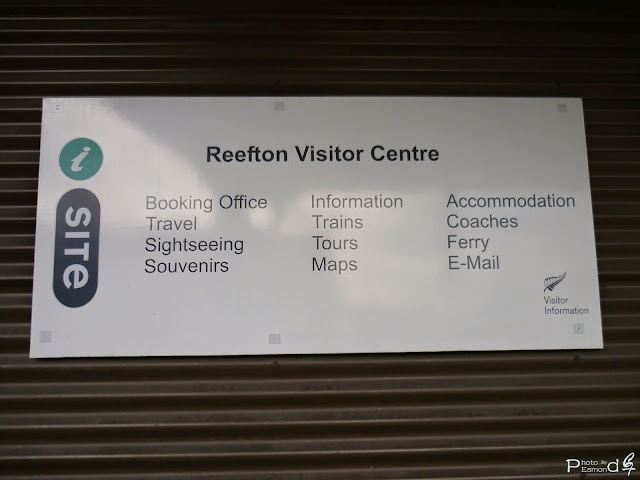 Reefton Visitor Centre
i
SITe
Booking Office
Travel
Sightseeing
Souvenirs
Information
Trains
Tours
Maps
Accommodation
Coaches
Ferry
E-Mail
Visitor
Information
Photo By
Esmond